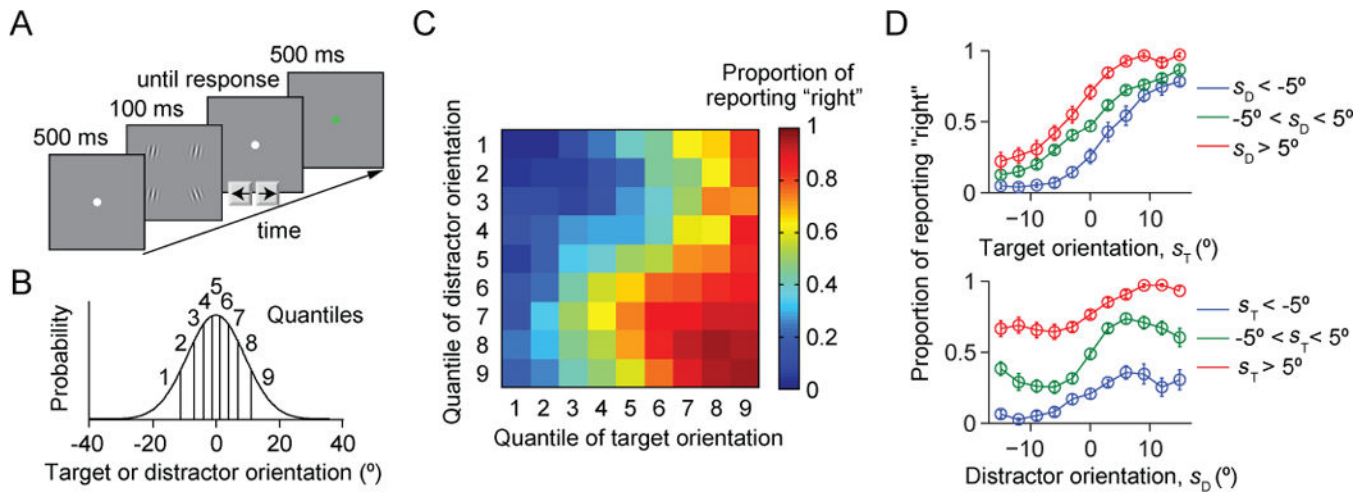 A
500 ms
100 ms
until response
500 ms
time
B
Probability
1
2
3
4
5
6
7
8
9
Quantiles
-40
-20
0
20
40
Target or distractor orientation (º)
C
Proportion of
reporting “right”
Quantile of distractor orientation
1
2
3
4
5
6
7
8
9
1 2 3 4 5 6 7 8 9
Quantile of target orientation
1
0.8
0.6
0.4
0.2
0
D
Proportion of reporting "right"
1
0.5
0
−10 0 10
Target orientation, sT (º)
sD < -5º
-5º < sD < 5º
sD > 5º
1
0.5
0
−10 0 10
Distractor orientation, sD (º)
sT < -5º
-5º < sT < 5º
sT > 5º